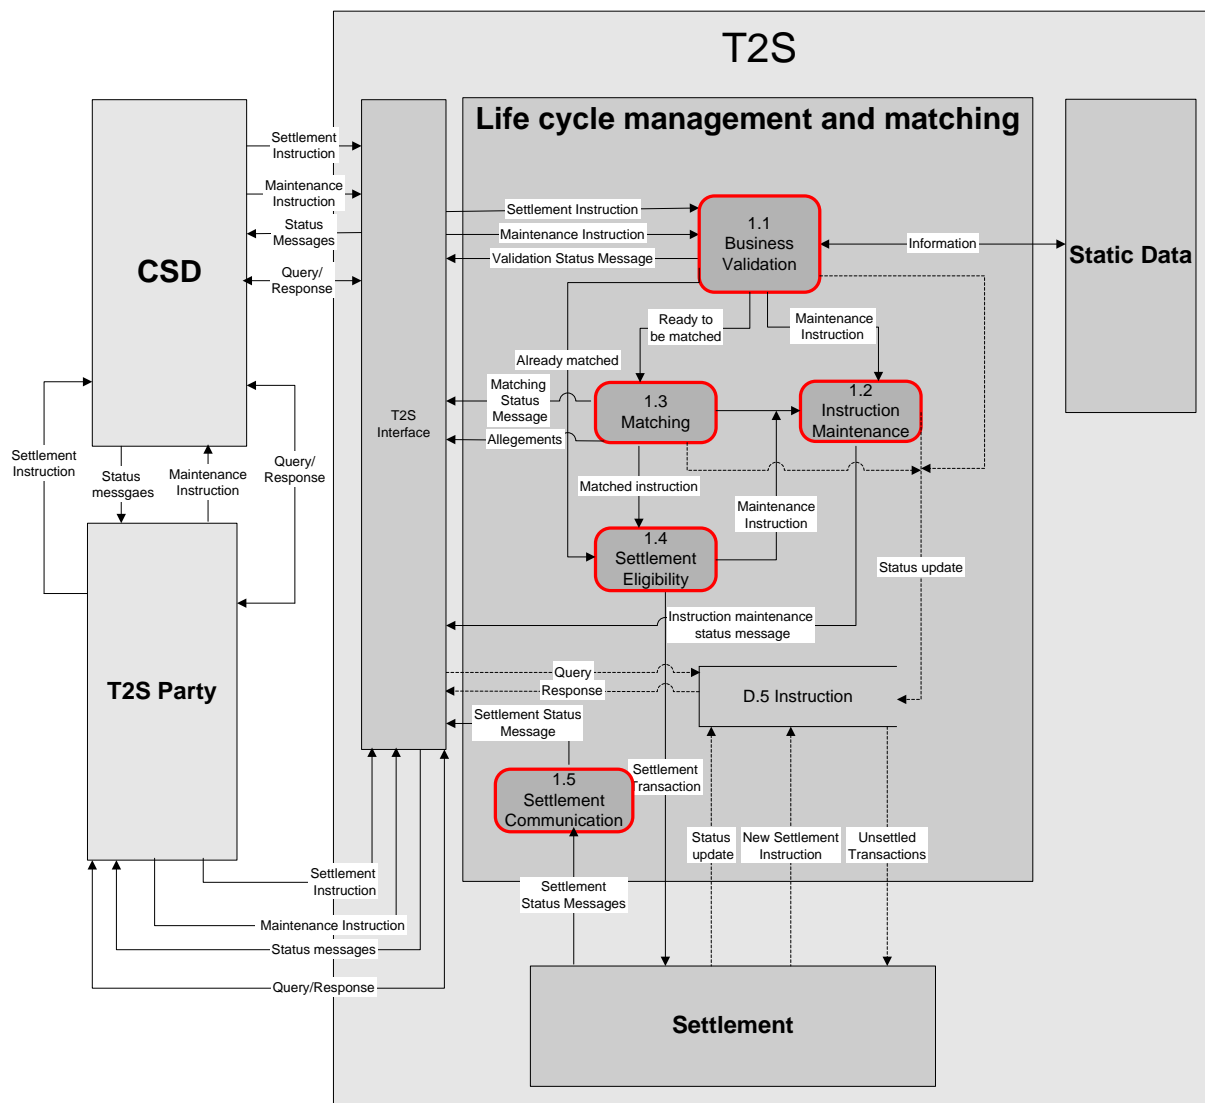 T2S
Life cycle management and matching
CSD
Settlement
Instruction
Maintenance
Instruction
Status
Messages
Query/
Response
Settlement Instruction
Maintenance Instruction
Validation Status Message
1.1
Business
Validation
Information
Static Data
Ready to
be matched
Maintenance
Instruction
Already matched
Matching
Status
Message
1.3
Matching
1.2
Instruction
Maintenance
T2S
Interface
Allegements
Settlement
Instruction
Status
messgaes
Maintenance
Instruction
Query/
Response
Matched instruction
Maintenance
Instruction
1.4
Settlement
Eligibility
Status update
Instruction maintenance
status message
T2S Party
Query
Response
D.5 Instruction
Settlement Status
Message
Settlement
Transaction
1.5
Settlement
Communication
Status
update
New Settlement
Instruction
Unsettled
Transactions
Settlement
Instruction
Settlement
Status Messages
Maintenance Instruction
Status messages
Query/Response
Settlement